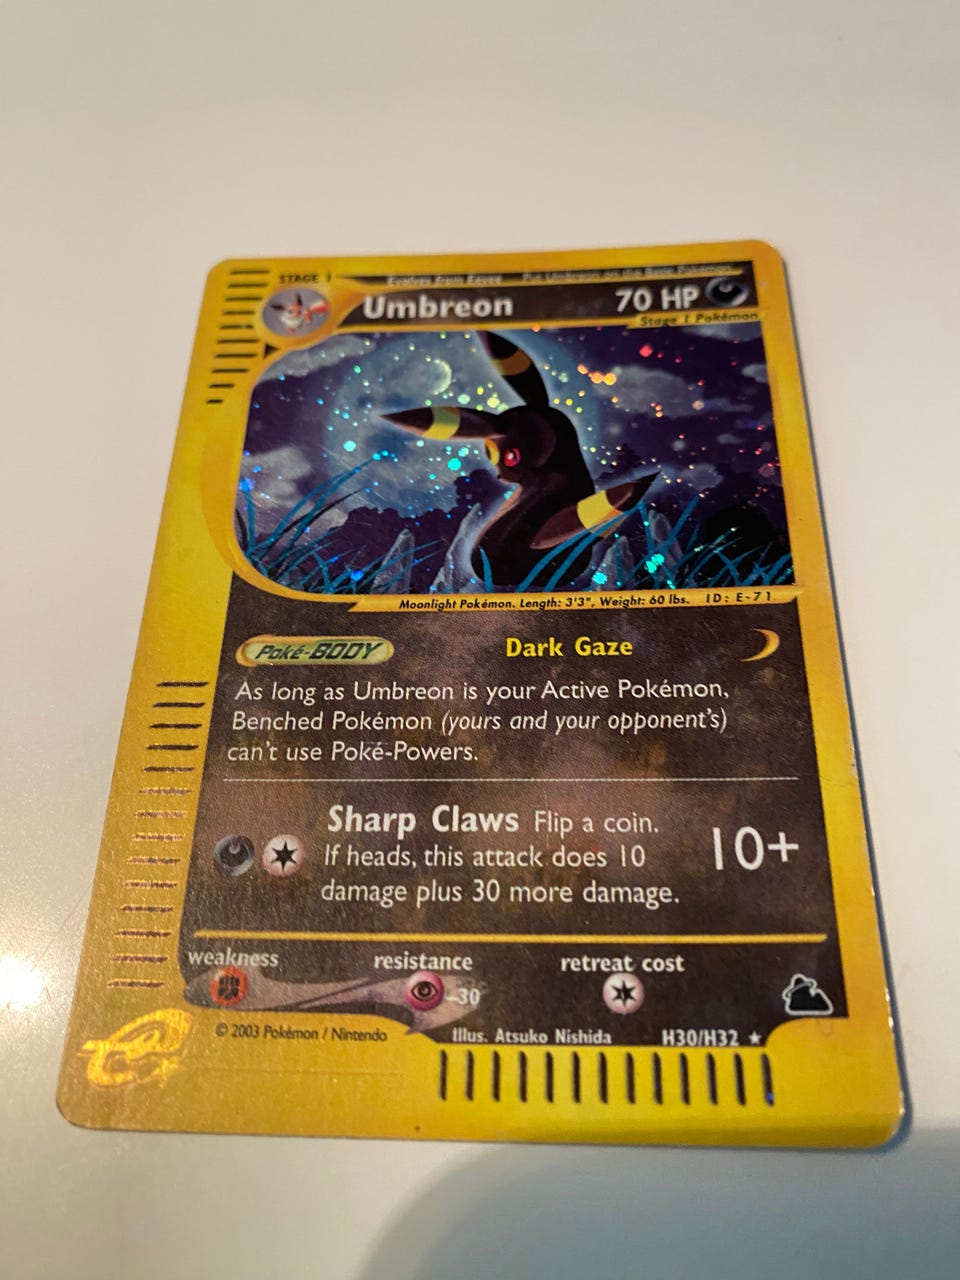 STAGE 1 Evolves from Eevee Put Umbreon on the Basic Pokémon.
Umbreon 70 HP
Stage 1 Pokémon
Moonlight Pokémon. Length: 3'3", Weight: 60 lbs. ID: E-71
Poké-BODY Dark Gaze
As long as Umbreon is your Active Pokémon,
Benched Pokémon (yours and your opponent's)
can't use Poké-Powers.
Sharp Claws Flip a coin.
If heads, this attack does 10
damage plus 30 more damage.
10+
weakness resistance retreat cost
-30
© 2003 Pokémon / Nintendo Illus. Atsuko Nishida H30/H32 ★